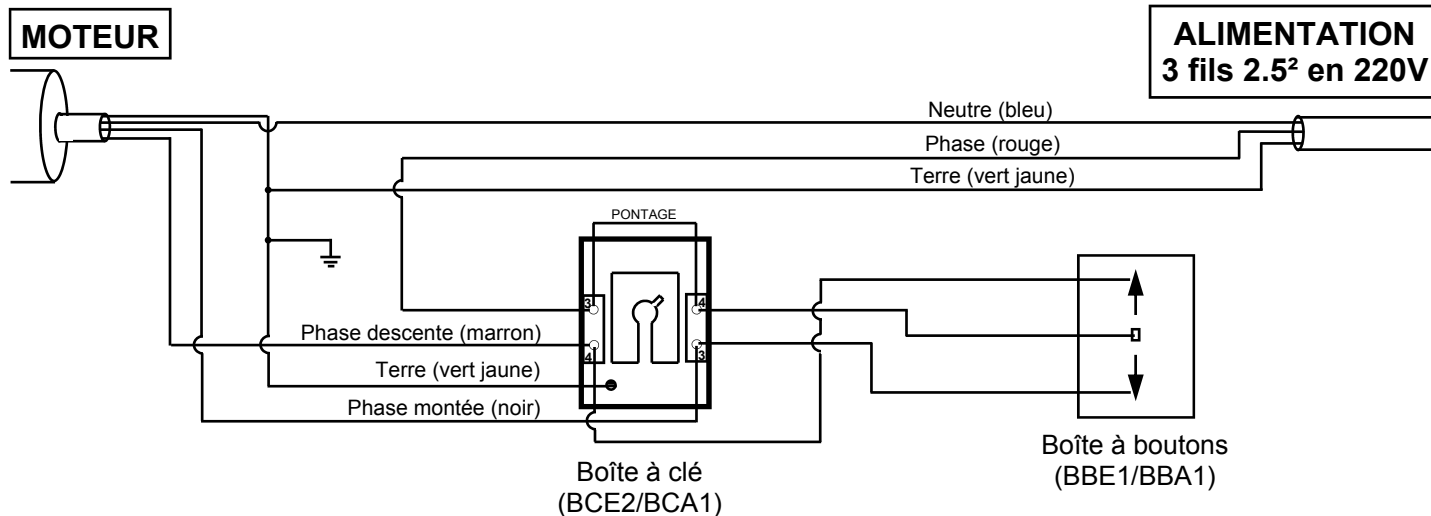 MOTEUR
ALIMENTATION
3 fils 2.5² en 220V
Neutre (bleu)
Phase (rouge)
Terre (vert jaune)
PONTAGE
3
4
Phase descente (marron)
4
3
Terre (vert jaune)
Phase montée (noir)
Boîte à clé
(BCE2/BCA1)
Boîte à boutons
(BBE1/BBA1)